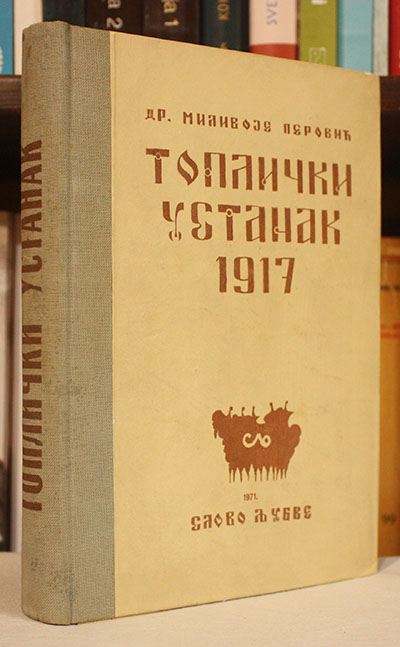 ДР. МИЛИВОЈЕ ПЕРОВИЋ
ТОПЛИЧКИ
УСТАНАК
1917
1971.
СЛОВО ЉУБВЕ
ТОПЛИЧКИ УСТАНАК